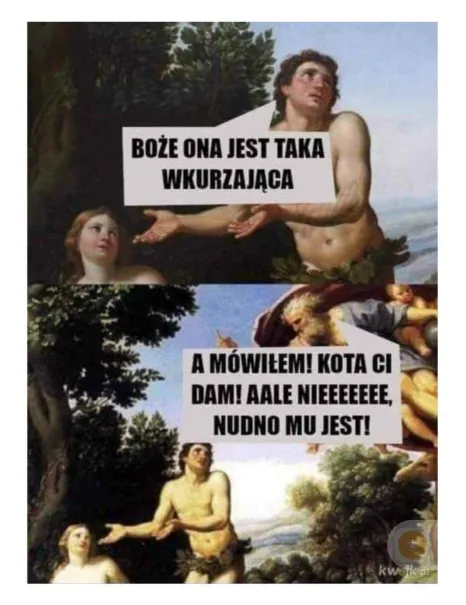 BOŻE ONA JEST TAKA
WKURZAJĄCA
A MÓWIŁEM! KOTA CI
DAM! AALE NIEEEEEEE,
NUDNO MU JEST!